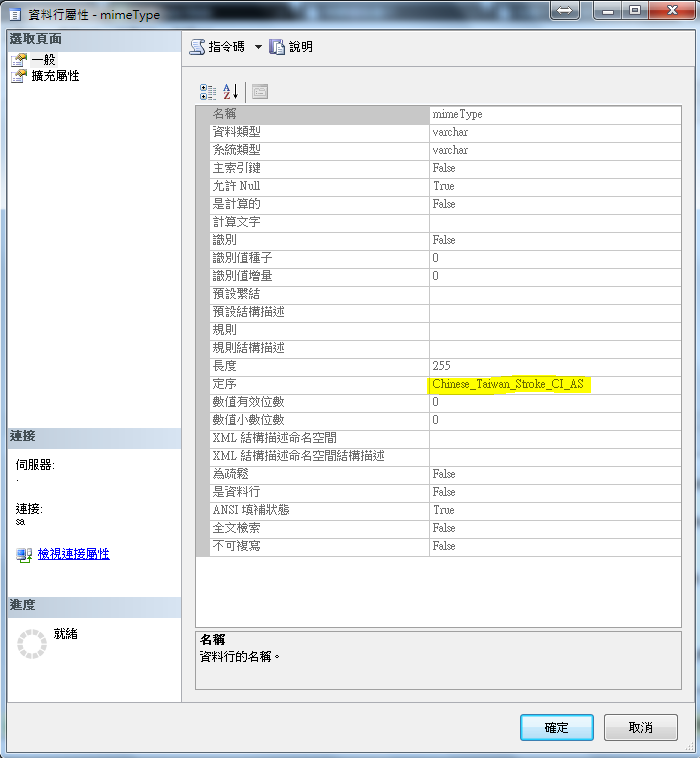 資料行屬性 - mimeType
選取頁面
一般
擴充屬性
指令碼 說明
名稱 mimeType
資料類型 varchar
系統類型 varchar
主索引鍵 False
允許 Null True
是計算的 False
計算文字
識別 False
識別值種子 0
識別值增量 0
預設繫結
預設結構描述
規則
規則結構描述
長度 255
定序 Chinese_Taiwan_Stroke_CI_AS
數值有效位數 0
數值小數位數 0
XML 結構描述命名空間
XML 結構描述命名空間結構描述
為疏鬆 False
是資料行 False
ANSI 填補狀態 True
全文檢索 False
不可複寫 False
連接
伺服器:
.
連接:
sa
檢視連接屬性
進度
就緒
名稱
資料行的名稱。
確定 取消